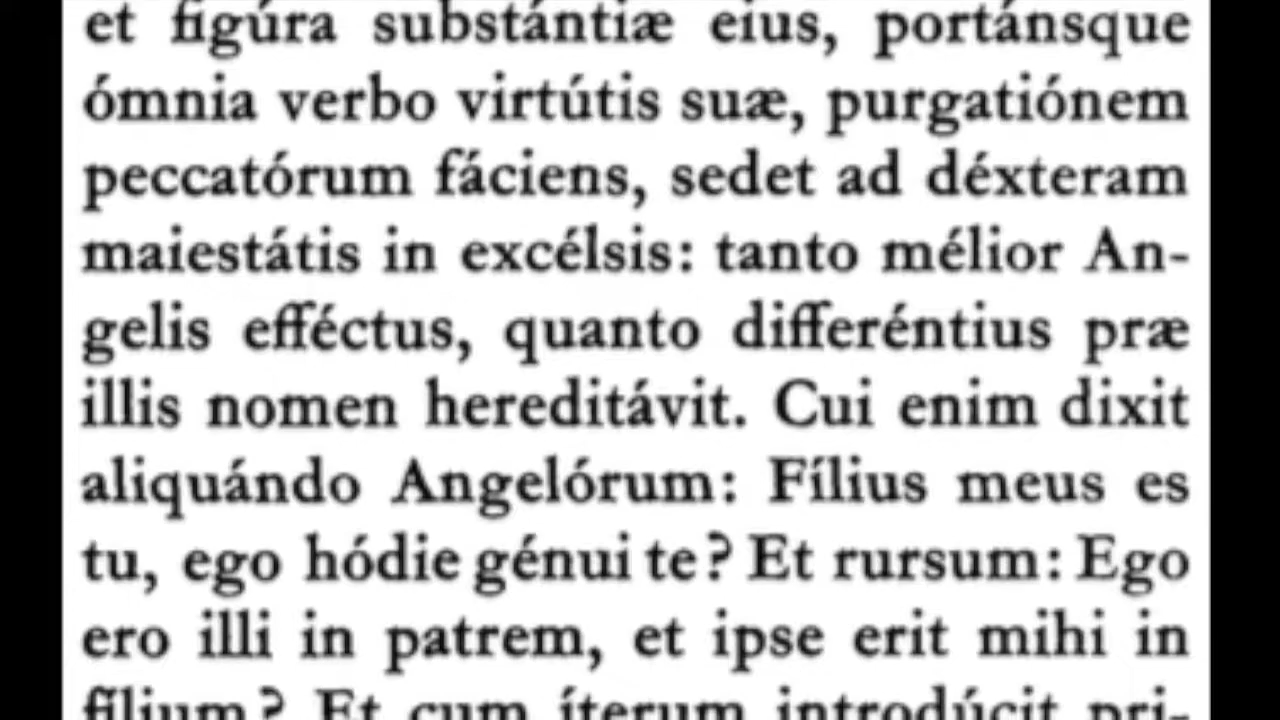 et figúra substántiæ eius, portánsque
ómnia verbo virtútis suæ, purgatiónem
peccatórum fáciens, sedet ad déxteram
maiestátis in excélsis: tanto mélior An-
gelis efféctus, quanto differéntius præ
illis nomen hereditávit. Cui enim dixit
aliquándo Angelórum: Fílius meus es
tu, ego hódie génui te? Et rursum: Ego
ero illi in patrem, et ipse erit mihi in
fílium? Et cum íterum introdúcit pri-